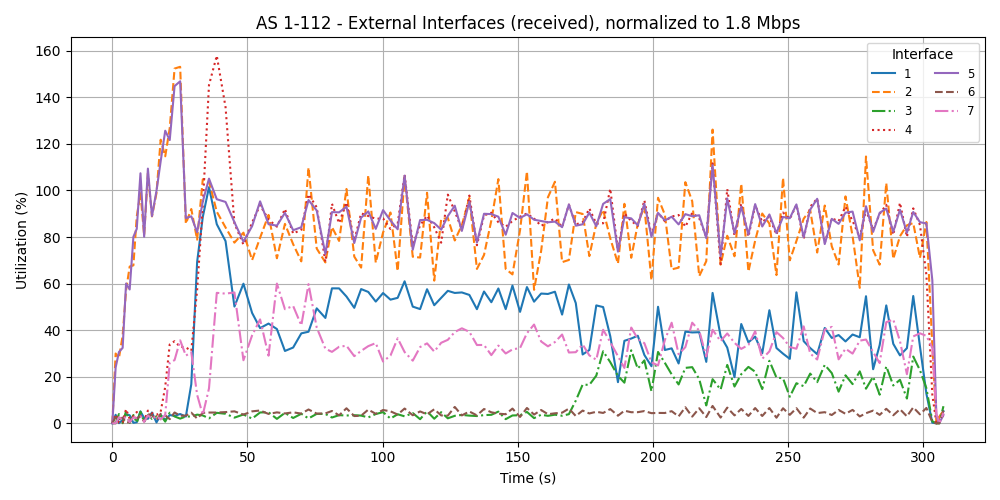 AS 1-112 - External Interfaces (received), normalized to 1.8 Mbps
Utilization (%)
160
140
120
100
80
60
40
20
0
Interface
1 5
2 6
3 7
4
0 50 100 150 200 250 300
Time (s)